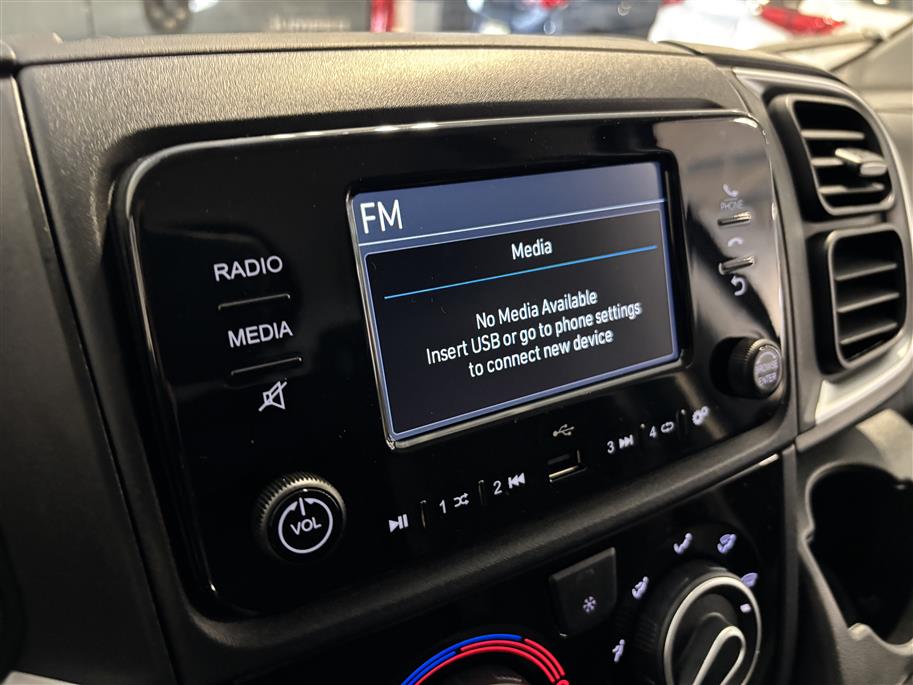 FM
Media
No Media Available
Insert USB or go to phone settings
to connect new device
RADIO
MEDIA
VOL
PHONE
BROWSE
ENTER
1
2
3
4